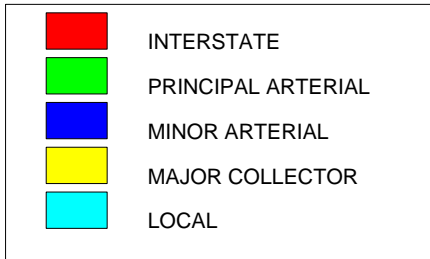 INTERSTATE
PRINCIPAL ARTERIAL
MINOR ARTERIAL
MAJOR COLLECTOR
LOCAL